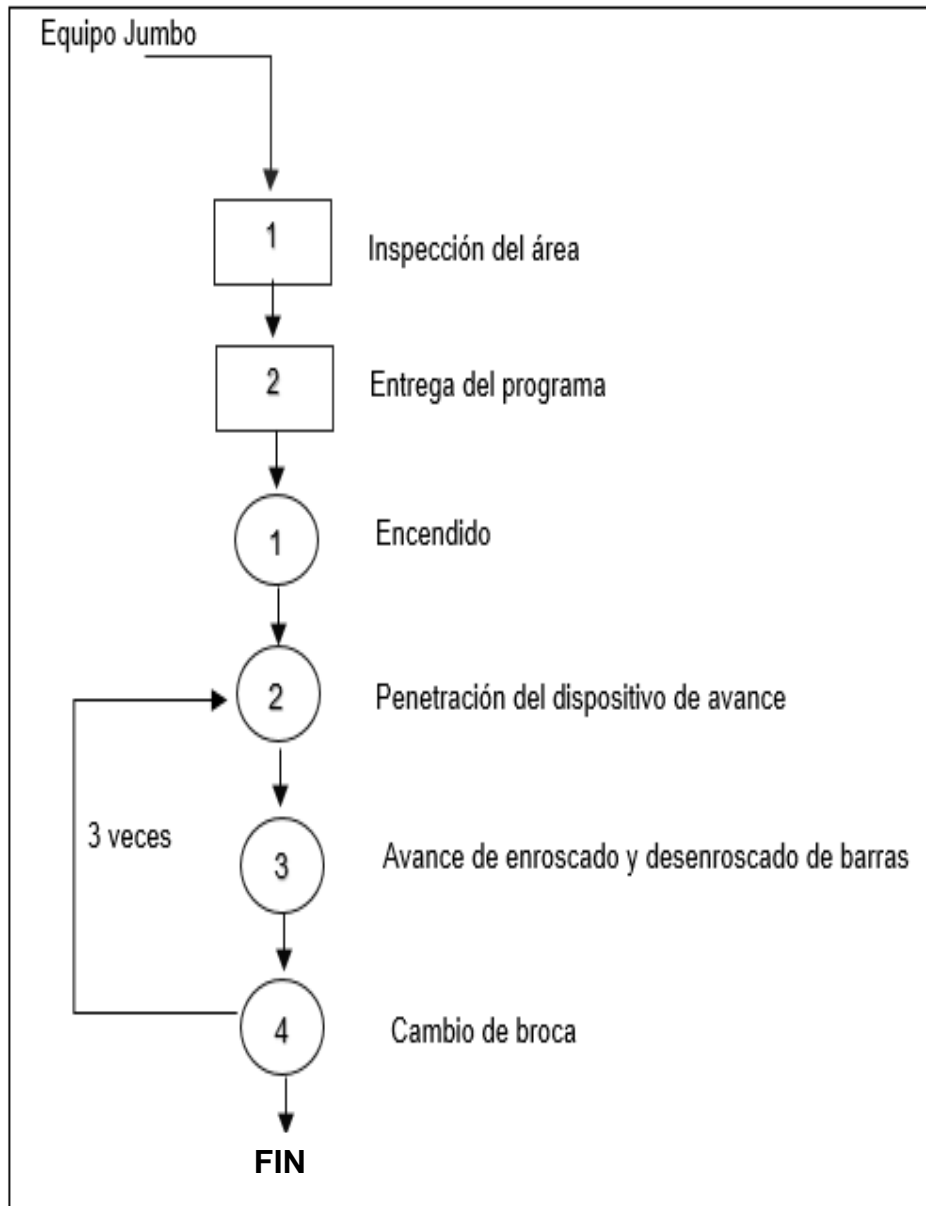 Equipo Jumbo
1
Inspección del área
2
Entrega del programa
1
Encendido
2
Penetración del dispositivo de avance
3 veces
3
Avance de enroscado y desenroscado de barras
4
Cambio de broca
FIN